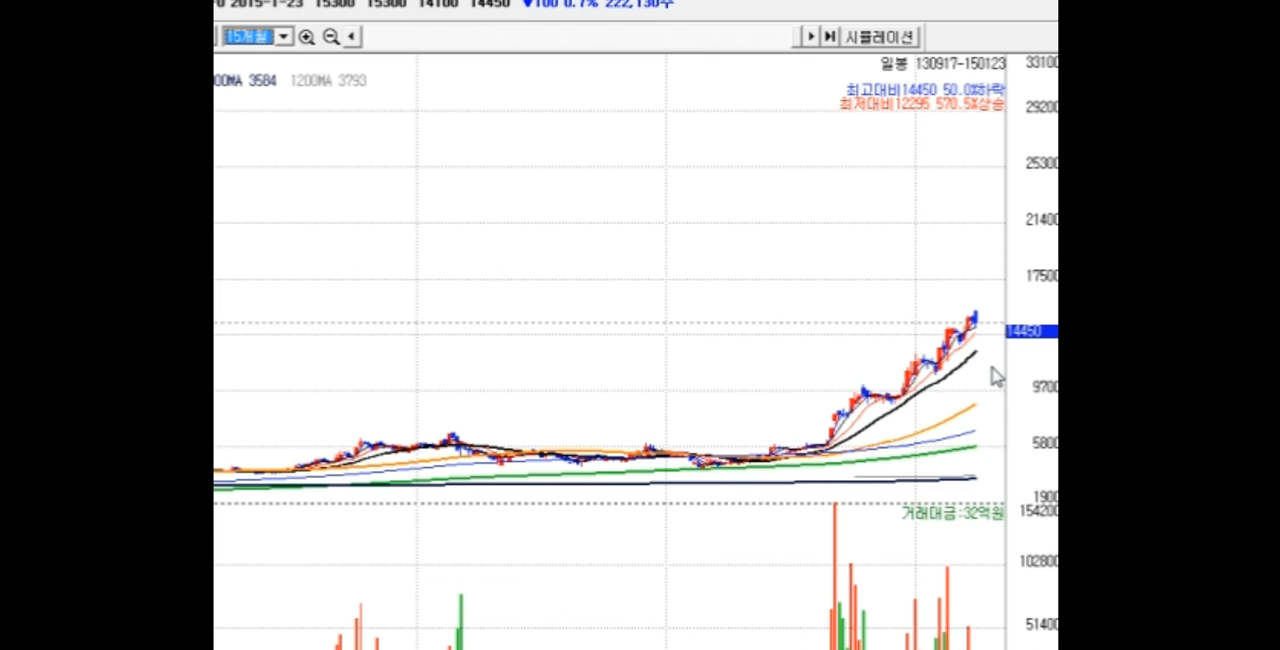 2015-1-23 15300 15300 14100 14450 ▼100 0.7% 222,130주
15개월
시뮬레이션
일봉 130917-150123
00MA 3584 1200MA 3793
최고대비14450 50.0%하락
최저대비12295 570.5%상승
33100
29200
25300
21400
17500
14450
9700
5800
1900
거래대금:32억원
154200
102800
51400